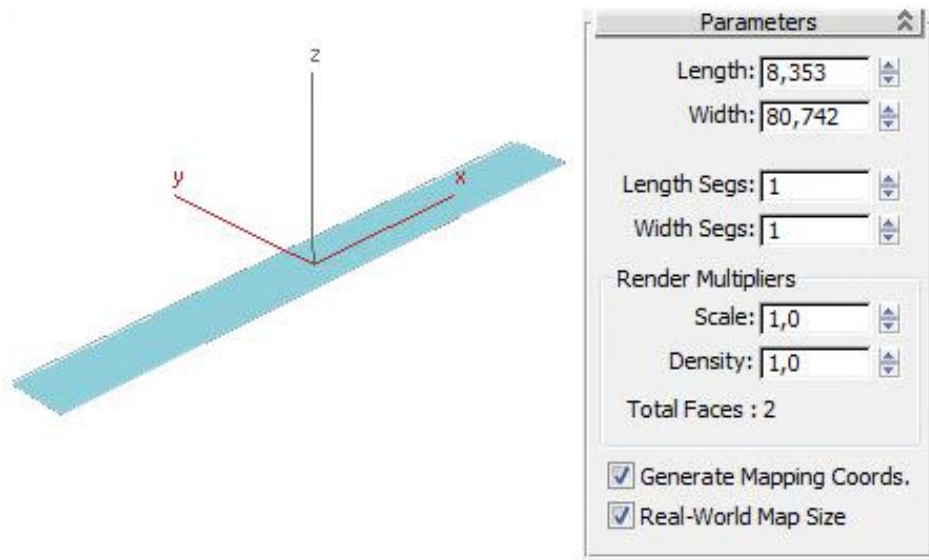 z
y
x
Parameters
Length: 8,353
Width: 80,742
Length Segs: 1
Width Segs: 1
Render Multipliers
Scale: 1,0
Density: 1,0
Total Faces : 2
Generate Mapping Coords.
Real-World Map Size